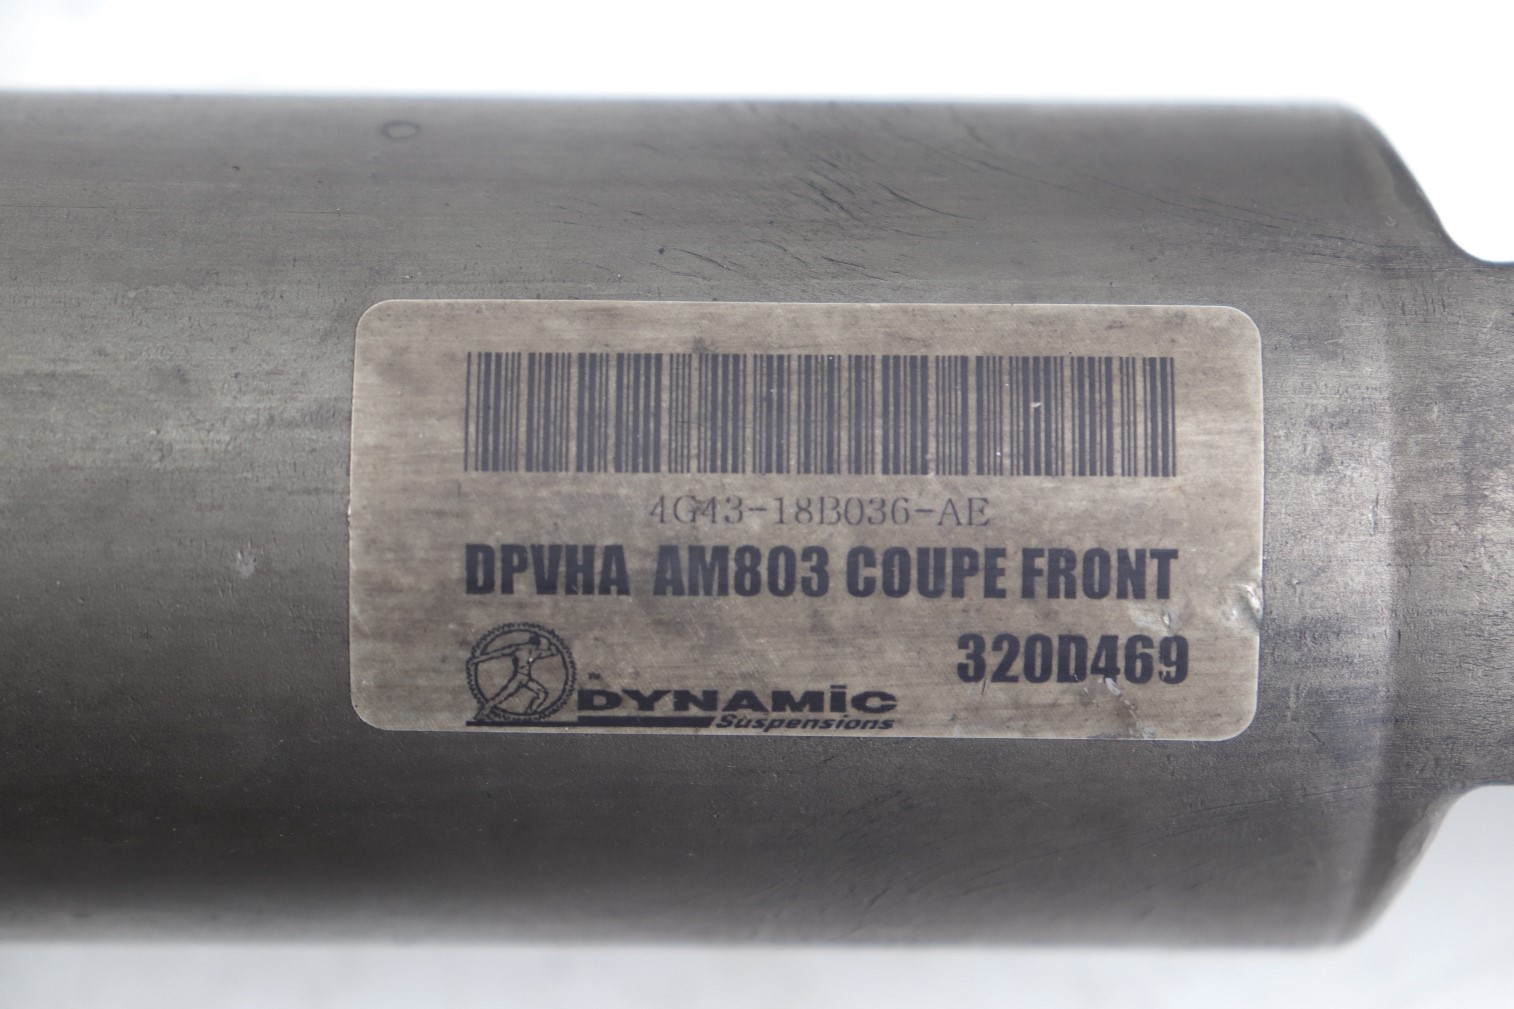 4G43-18B036-AE
DPVHA AM803 COUPE FRONT
320D469
DYNAMiC
Suspensions